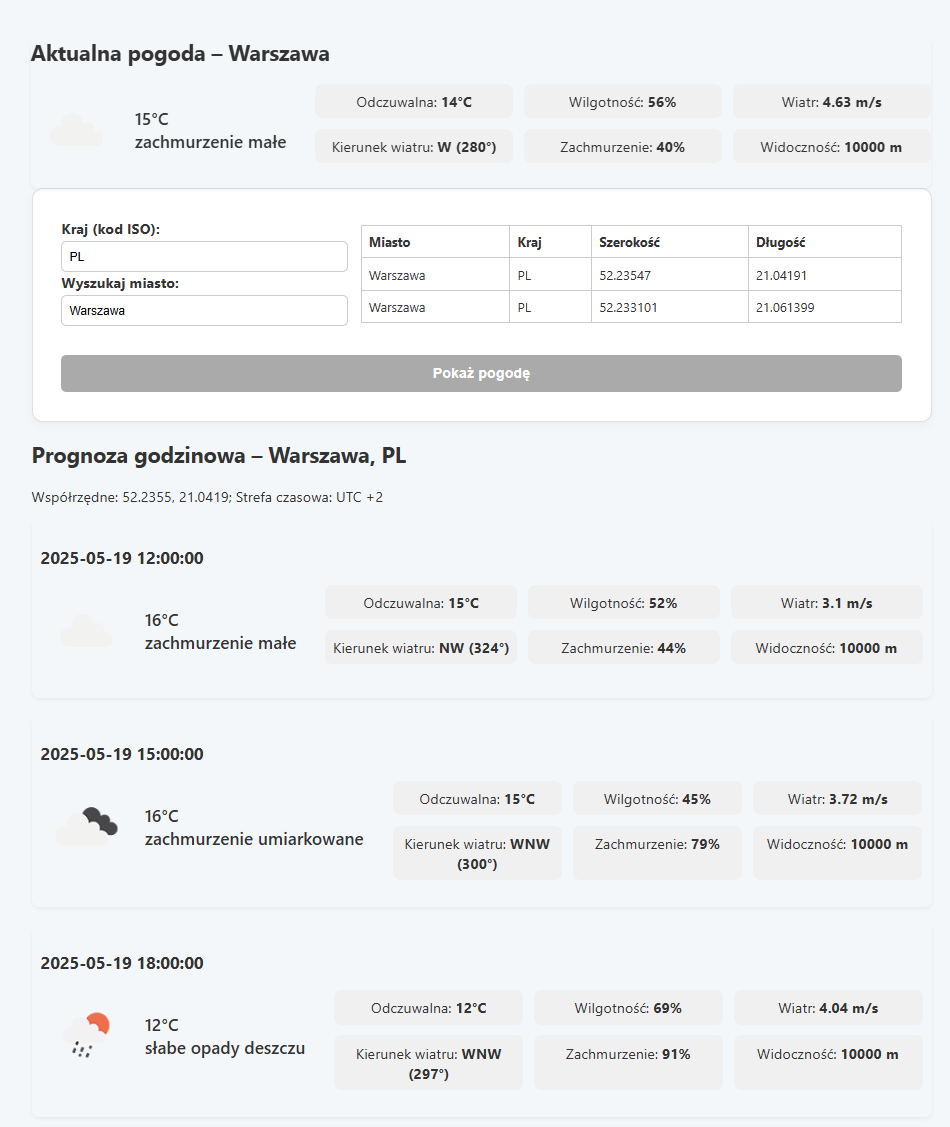 Aktualna pogoda – Warszawa
15°C
zachmurzenie małe
Odczuwalna: 14°C
Wilgotność: 56%
Wiatr: 4.63 m/s
Kierunek wiatru: W (280°)
Zachmurzenie: 40%
Widoczność: 10000 m
Kraj (kod ISO):
PL
Wyszukaj miasto:
Warszawa
Miasto Kraj Szerokość Długość
Warszawa PL 52.23547 21.04191
Warszawa PL 52.233101 21.061399
Pokaż pogodę
Prognoza godzinowa – Warszawa, PL
Współrzędne: 52.2355, 21.0419; Strefa czasowa: UTC +2
2025-05-19 12:00:00
16°C
zachmurzenie małe
Odczuwalna: 15°C
Wilgotność: 52%
Wiatr: 3.1 m/s
Kierunek wiatru: NW (324°)
Zachmurzenie: 44%
Widoczność: 10000 m
2025-05-19 15:00:00
16°C
zachmurzenie umiarkowane
Odczuwalna: 15°C
Wilgotność: 45%
Wiatr: 3.72 m/s
Kierunek wiatru: WNW
(300°)
Zachmurzenie: 79%
Widoczność: 10000 m
2025-05-19 18:00:00
12°C
słabe opady deszczu
Odczuwalna: 12°C
Wilgotność: 69%
Wiatr: 4.04 m/s
Kierunek wiatru: WNW
(297°)
Zachmurzenie: 91%
Widoczność: 10000 m